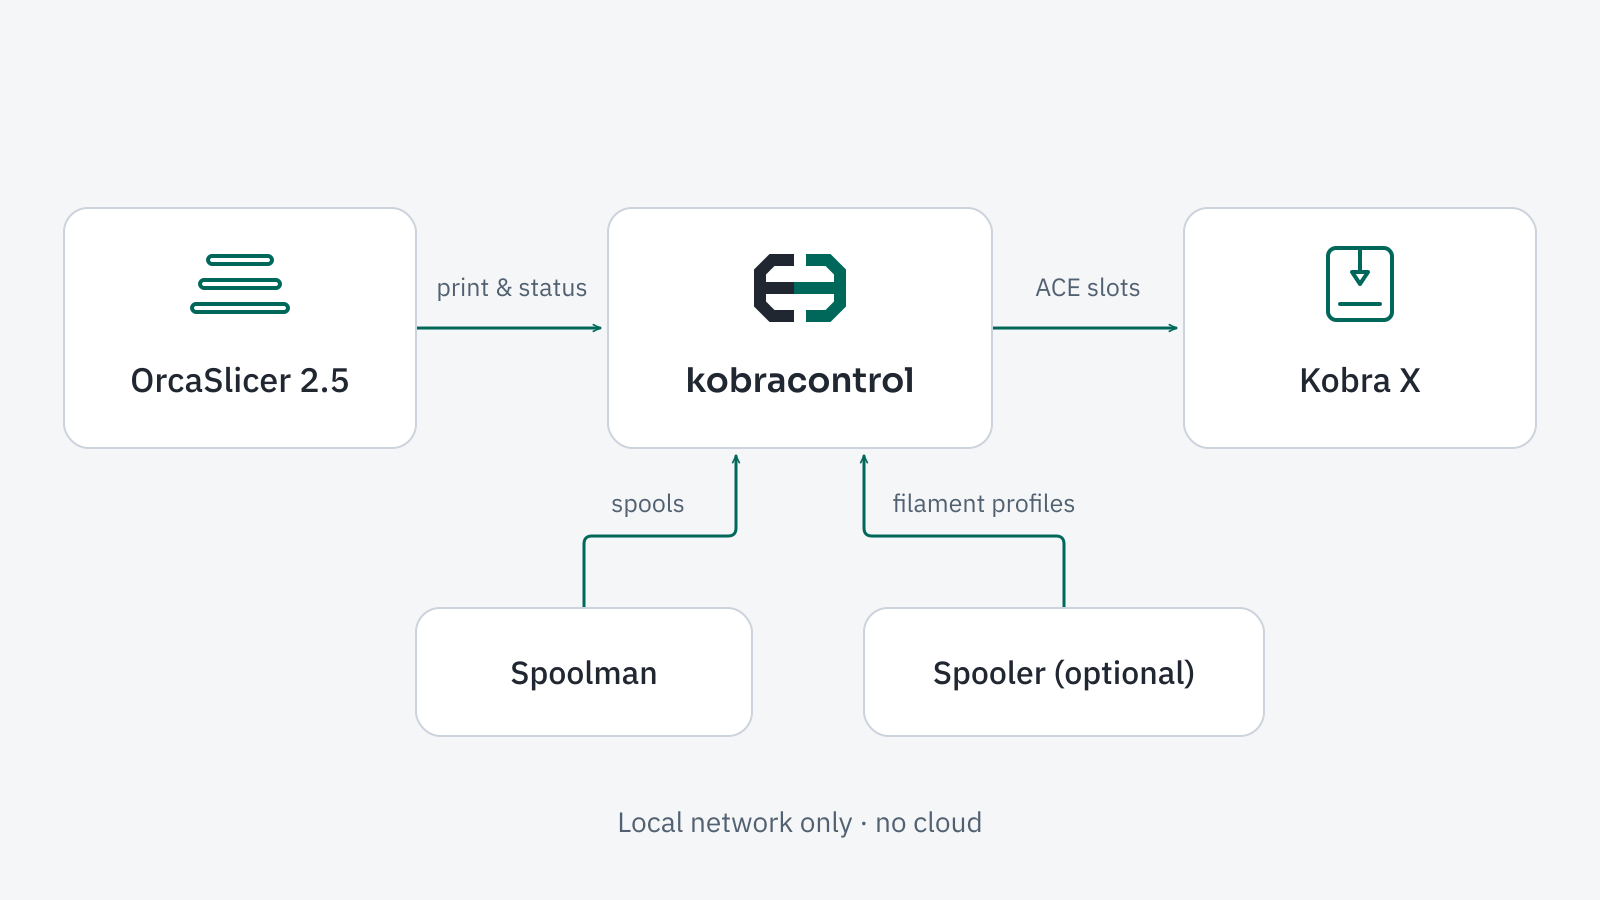 print & status
ACE slots
OrcaSlicer 2.5
kobracontrol
Kobra X
spools
filament profiles
Spoolman
Spooler (optional)
Local network only · no cloud